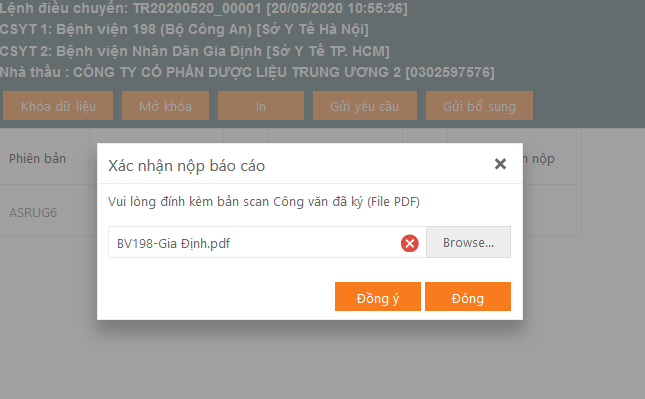 Lệnh điều chuyển: TR20200520_00001 [20/05/2020 10:55:26]
CSYT 1: Bệnh viện 198 (Bộ Công An) [Sở Y Tế Hà Nội]
CSYT 2: Bệnh viện Nhân Dân Gia Định [Sở Y Tế TP. HCM]
Nhà thầu : CÔNG TY CỔ PHẦN DƯỢC LIỆU TRUNG ƯƠNG 2 [0302597576]
Khóa dữ liệu Mở khóa In Gửi yêu cầu Gửi bổ sung
Phiên bản nộp
Xác nhận nộp báo cáo
Vui lòng đính kèm bản scan Công văn đã ký (File PDF)
ASRUG6
BV198-Gia Định.pdf Browse...
Đồng ý Đóng